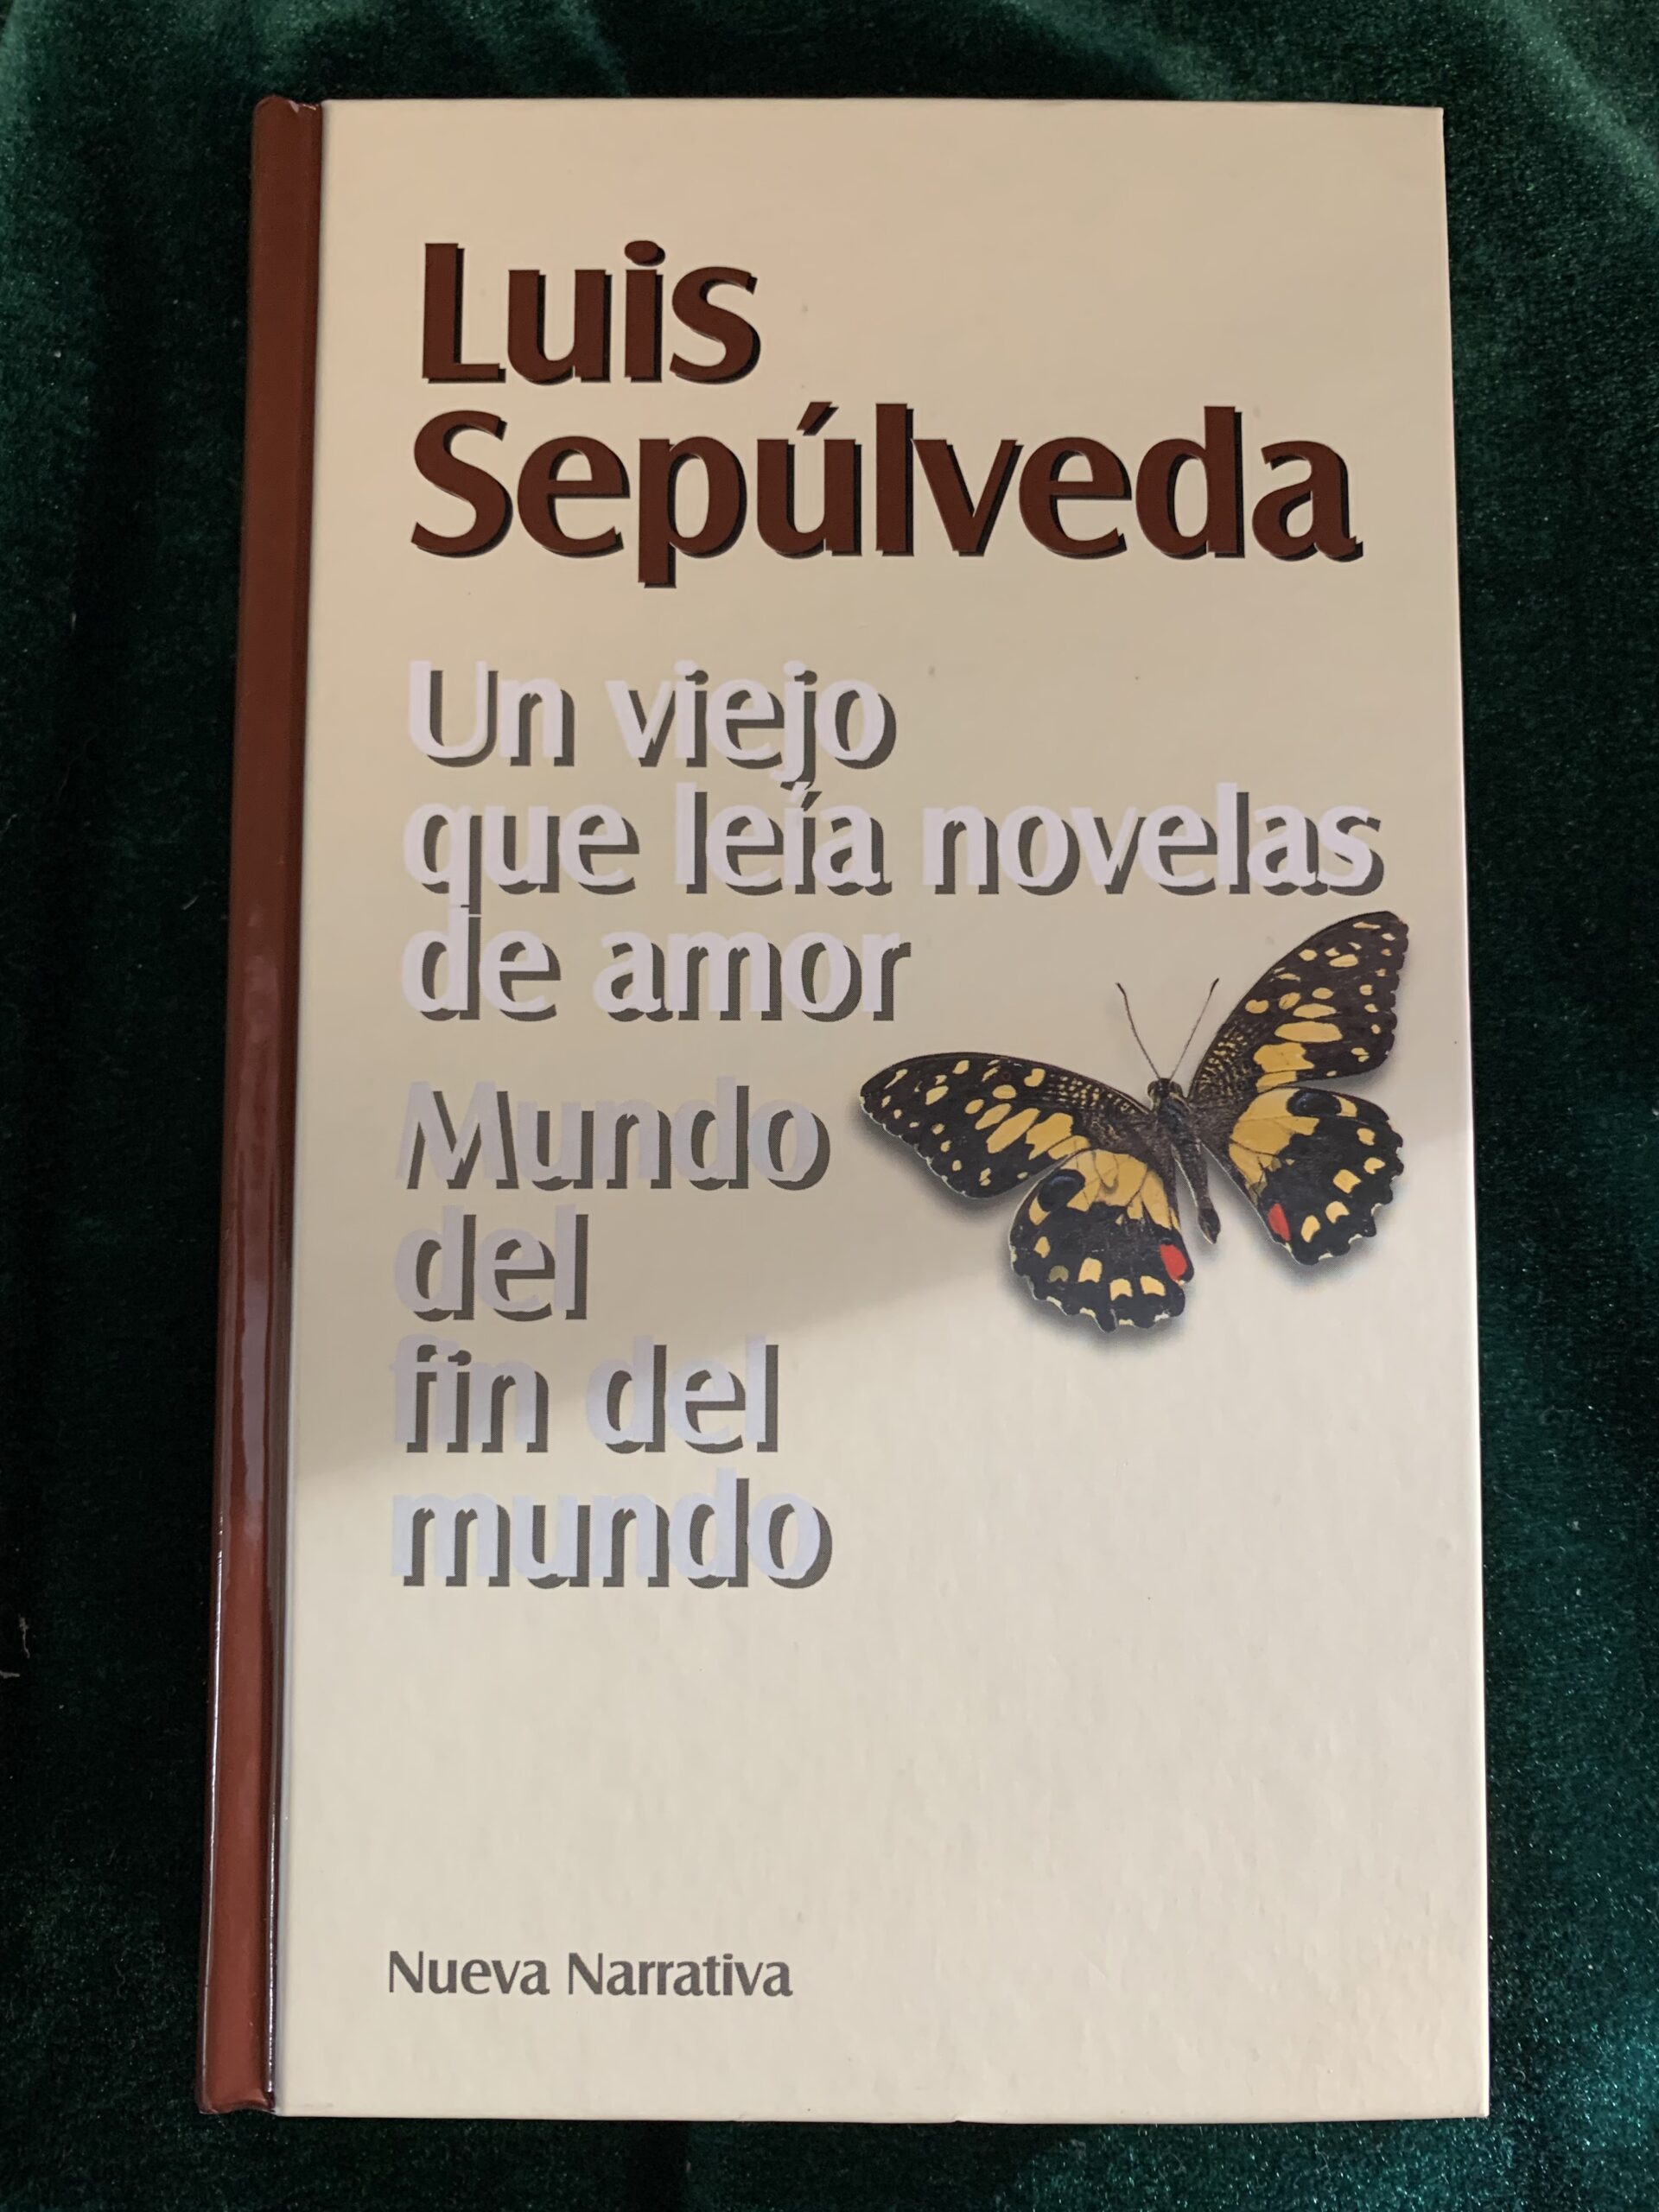 Luis
Sepúlveda
Un viejo
que leía novelas
de amor
Mundo
del
fin del
mundo
Nueva Narrativa